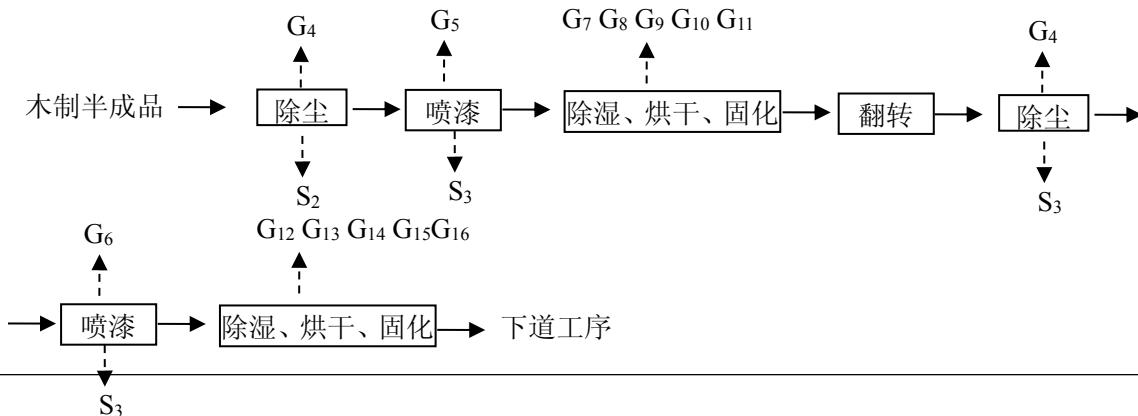 G₄ G₅ G₇ G₈ G₉ G₁₀ G₁₁ G₄
木制半成品 除尘 喷漆 除湿、烘干、固化 翻转 除尘
S₂ S₃ S₃
G₆ G₁₂ G₁₃ G₁₄ G₁₅G₁₆
喷漆 除湿、烘干、固化 下道工序
S₃